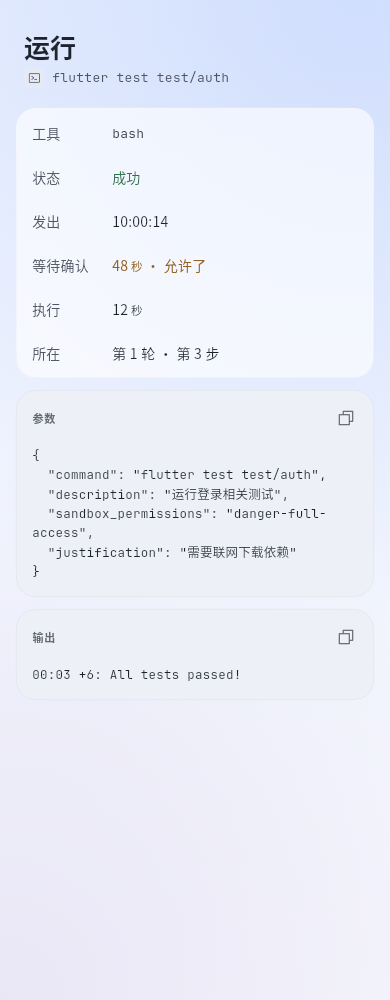 运行
flutter test test/auth
工具 bash
状态 成功
发出 10:00:14
等待确认 48 秒 · 允许了
执行 12 秒
所在 第 1 轮 · 第 3 步
参数
{
  "command": "flutter test test/auth",
  "description": "运行登录相关测试",
  "sandbox_permissions": "danger-full-
access",
  "justification": "需要联网下载依赖"
}
输出
00:03 +6: All tests passed!